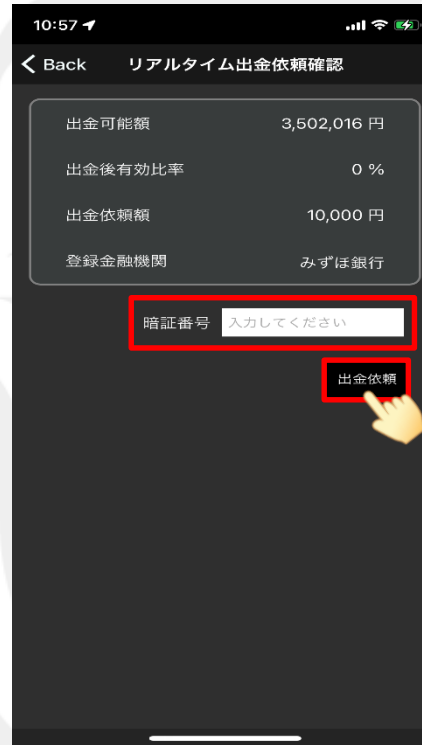 10:57
Back リアルタイム出金依頼確認
出金可能額 3,502,016 円
出金後有効比率 0 %
出金依頼額 10,000 円
登録金融機関 みずほ銀行
暗証番号 入力してください
出金依頼